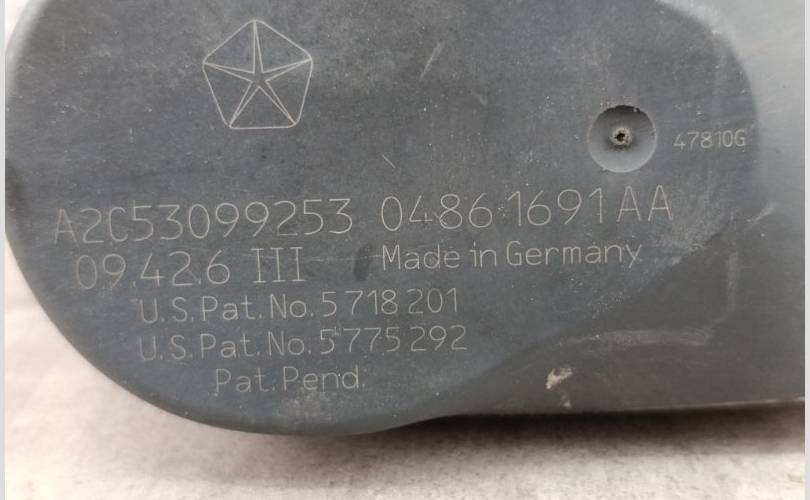 47810G
A2C53099253 04861691AA
09.42.6 III Made in Germany
U.S.Pat.No.5718201
U.S.Pat.No.5775292
Pat.Pend.